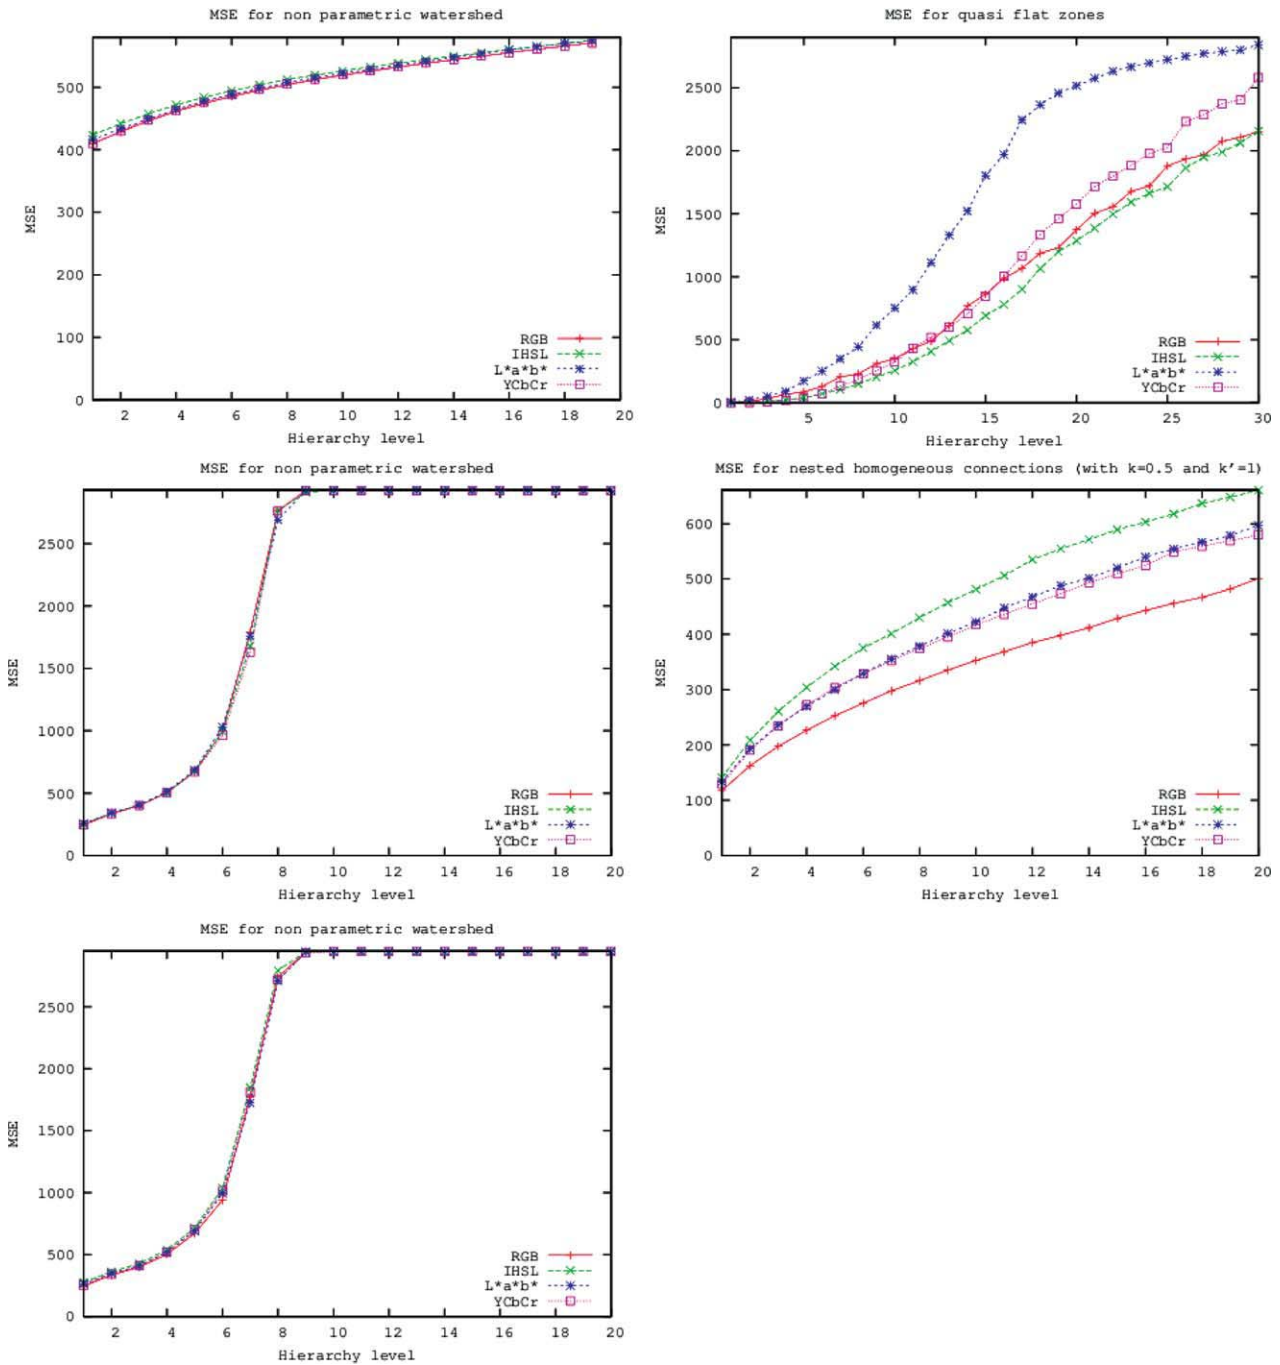 MSE for non parametric watershed
500
400
300
200
100
0
MSE
2 4 6 8 10 12 14 16 18 20
Hierarchy level
RGB
IHSL
L*a*b*
YCbCr
MSE for quasi flat zones
2500
2000
1500
1000
500
0
MSE
5 10 15 20 25 30
Hierarchy level
RGB
IHSL
L*a*b*
YCbCr
MSE for non parametric watershed
2500
2000
1500
1000
500
0
MSE
2 4 6 8 10 12 14 16 18 20
Hierarchy level
RGB
IHSL
L*a*b*
YCbCr
MSE for nested homogeneous connections (with k=0.5 and k'=1)
600
500
400
300
200
100
0
MSE
2 4 6 8 10 12 14 16 18 20
Hierarchy level
RGB
IHSL
L*a*b*
YCbCr
MSE for non parametric watershed
2500
2000
1500
1000
500
0
MSE
2 4 6 8 10 12 14 16 18 20
Hierarchy level
RGB
IHSL
L*a*b*
YCbCr